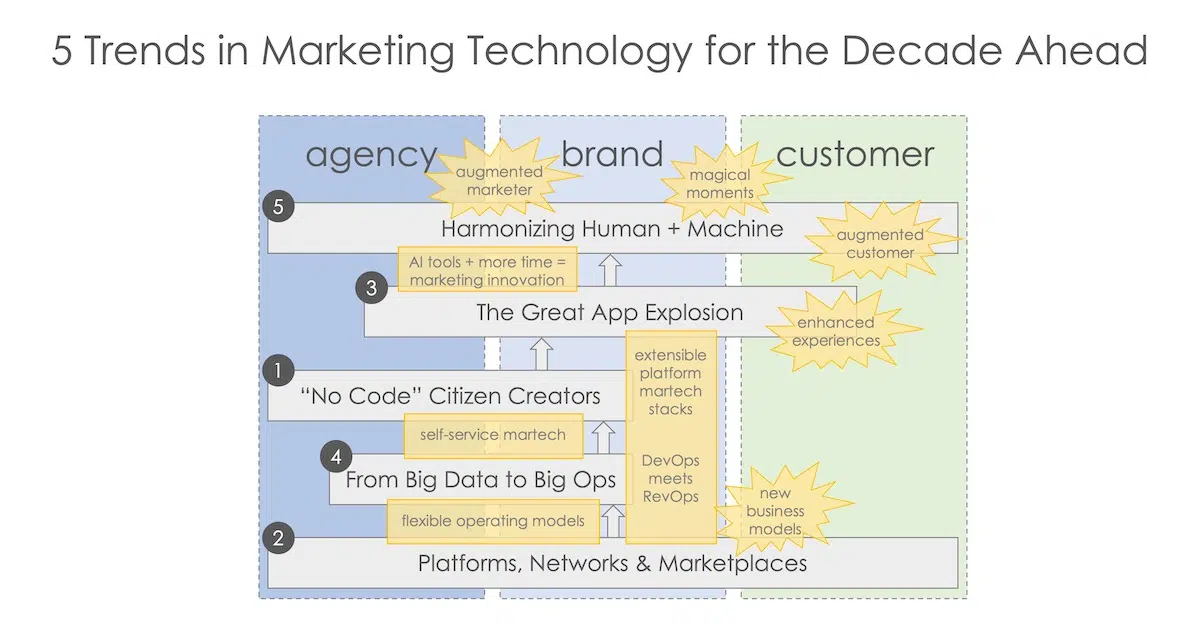 5 Trends in Marketing Technology for the Decade Ahead
agency
brand
customer
augmented
marketer
magical
moments
5
Harmonizing Human + Machine
augmented
customer
AI tools + more time =
marketing innovation
3
The Great App Explosion
enhanced
experiences
extensible
platform
martech
stacks
1
“No Code” Citizen Creators
self-service martech
4
From Big Data to Big Ops
DevOps
meets
RevOps
new
business
models
flexible operating models
2
Platforms, Networks & Marketplaces